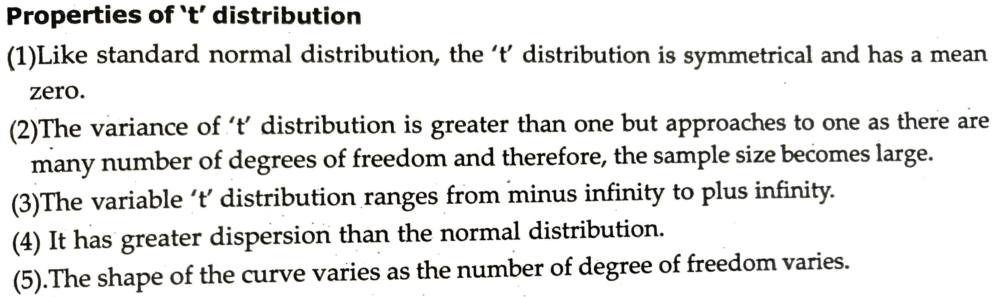 Properties of ‘t’ distribution
(1)Like standard normal distribution, the ‘t’ distribution is symmetrical and has a mean
zero.
(2)The variance of ‘t’ distribution is greater than one but approaches to one as there are
many number of degrees of freedom and therefore, the sample size becomes large.
(3)The variable ‘t’ distribution ranges from minus infinity to plus infinity.
(4) It has greater dispersion than the normal distribution.
(5).The shape of the curve varies as the number of degree of freedom varies.